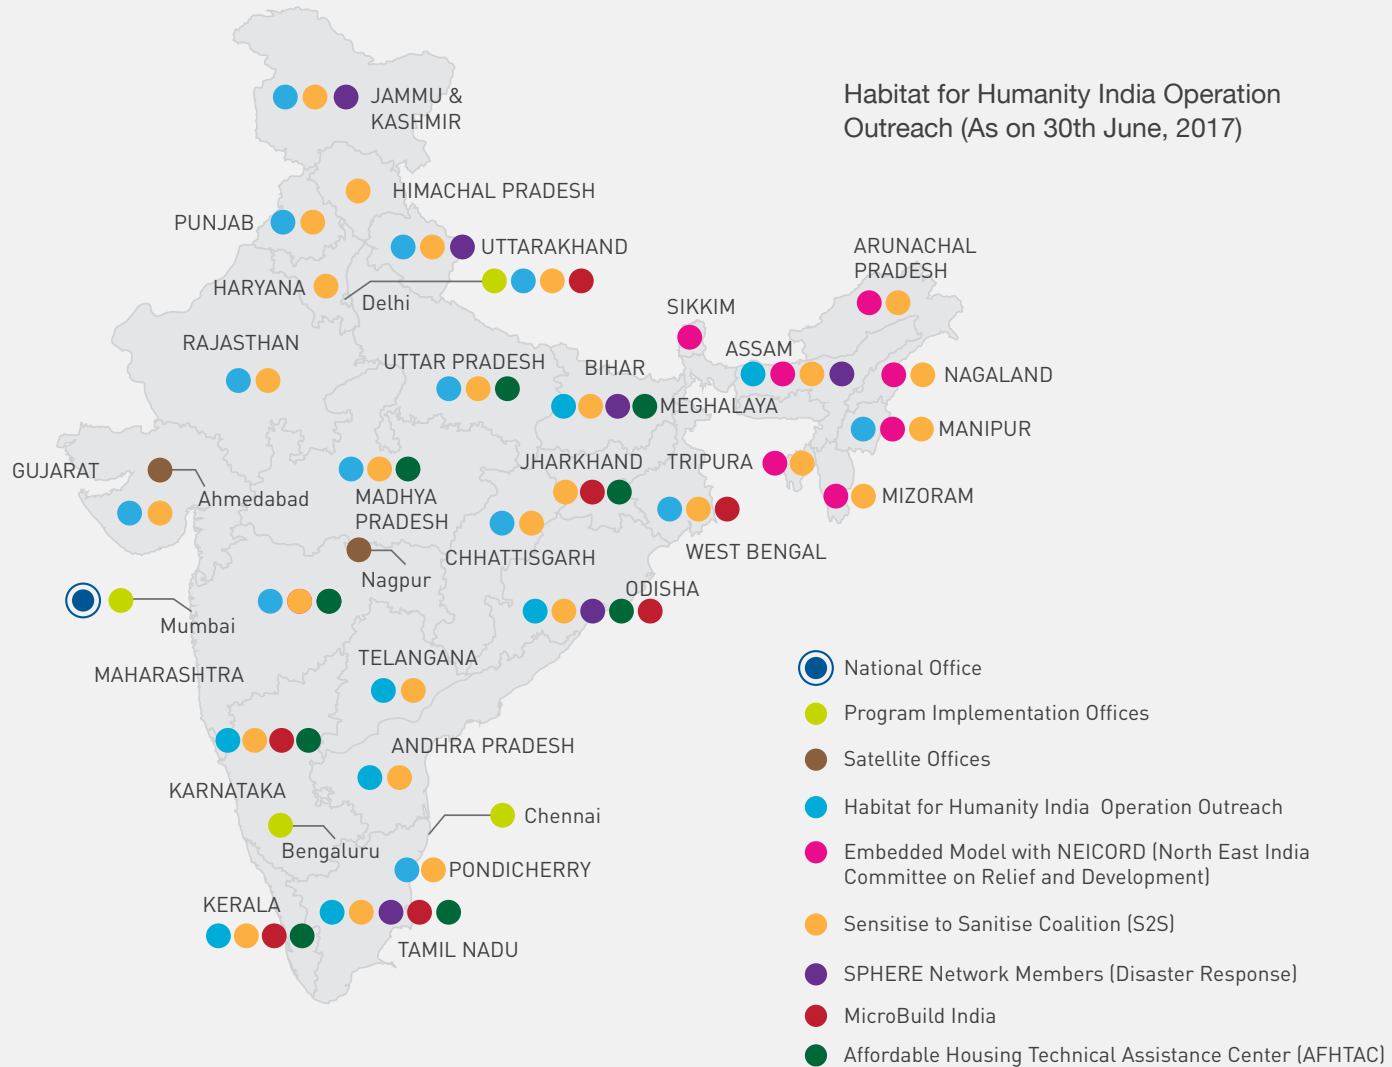 Habitat for Humanity India Operation
Outreach (As on 30th June, 2017)
JAMMU &
KASHMIR
HIMACHAL PRADESH
PUNJAB
UTTARAKHAND
HARYANA
Delhi
ARUNACHAL
PRADESH
SIKKIM
RAJASTHAN
ASSAM
UTTAR PRADESH
BIHAR
NAGALAND
MEGHALAYA
MANIPUR
GUJARAT
Ahmedabad
JHARKHAND
TRIPURA
MADHYA
PRADESH
MIZORAM
CHHATTISGARH
WEST BENGAL
Nagpur
ODISHA
Mumbai
TELANGANA
MAHARASHTRA
ANDHRA PRADESH
KARNATAKA
Chennai
Bengaluru
PONDICHERRY
KERALA
TAMIL NADU
National Office
Program Implementation Offices
Satellite Offices
Habitat for Humanity India Operation Outreach
Embedded Model with NEICORD (North East India
Committee on Relief and Development)
Sensitise to Sanitise Coalition (S2S)
SPHERE Network Members (Disaster Response)
MicroBuild India
Affordable Housing Technical Assistance Center (AFHTAC)